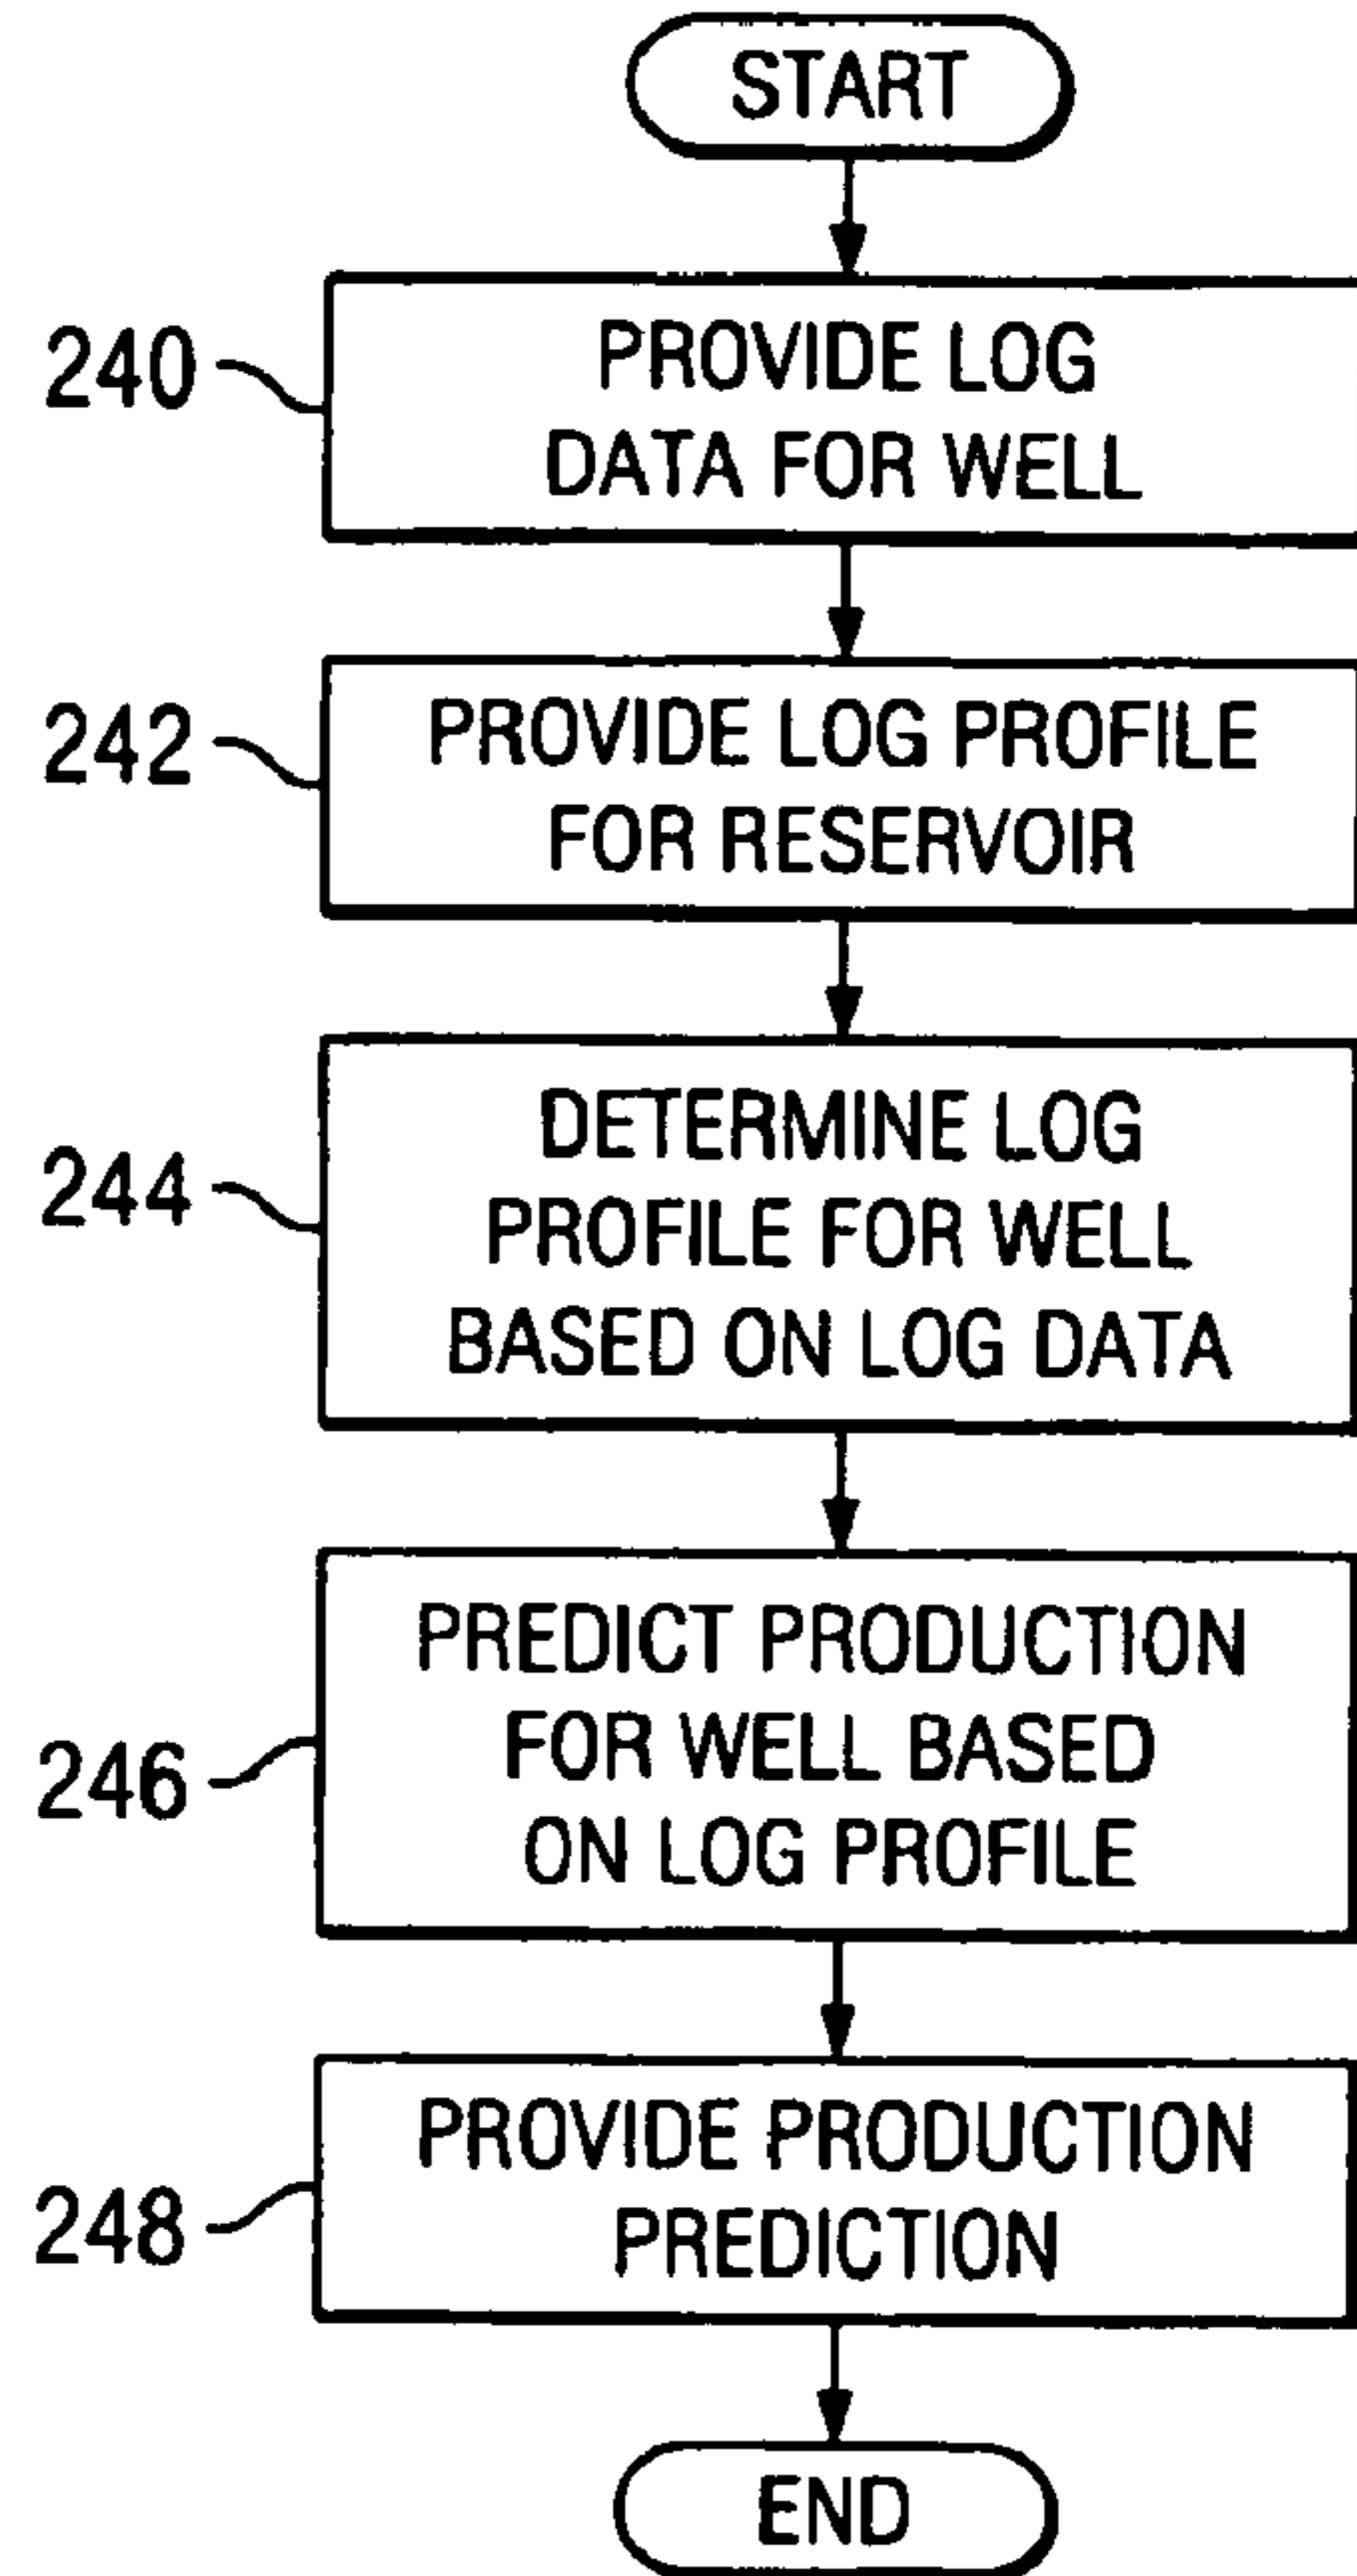 START
240
PROVIDE LOG
DATA FOR WELL
242
PROVIDE LOG PROFILE
FOR RESERVOIR
244
DETERMINE LOG
PROFILE FOR WELL
BASED ON LOG DATA
246
PREDICT PRODUCTION
FOR WELL BASED
ON LOG PROFILE
248
PROVIDE PRODUCTION
PREDICTION
END